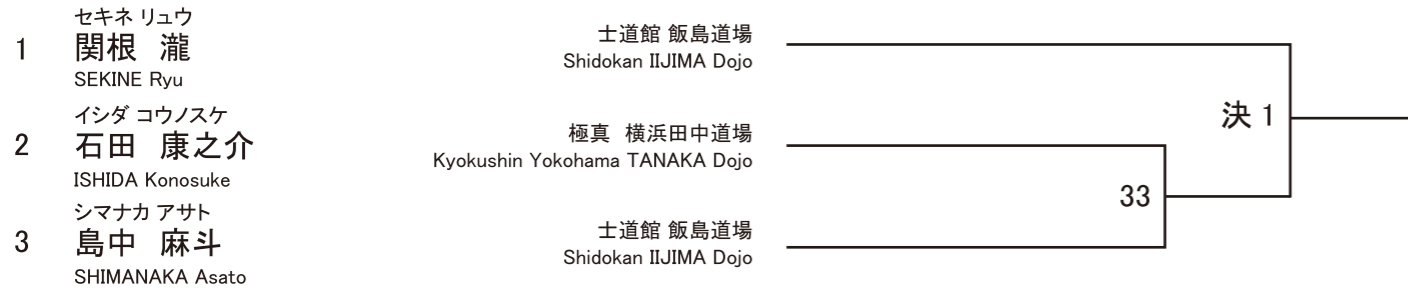 セキネ リュウ
1 関根 瀧 士道館 飯島道場
SEKINE Ryu Shidokan IIJIMA Dojo
決 1
イシダ コウノスケ
2 石田 康之介 極真 横浜田中道場
ISHIDA Konosuke Kyokushin Yokohama TANAKA Dojo
33
シマナカ アサト
3 島中 麻斗 士道館 飯島道場
SHIMANAKA Asato Shidokan IIJIMA Dojo